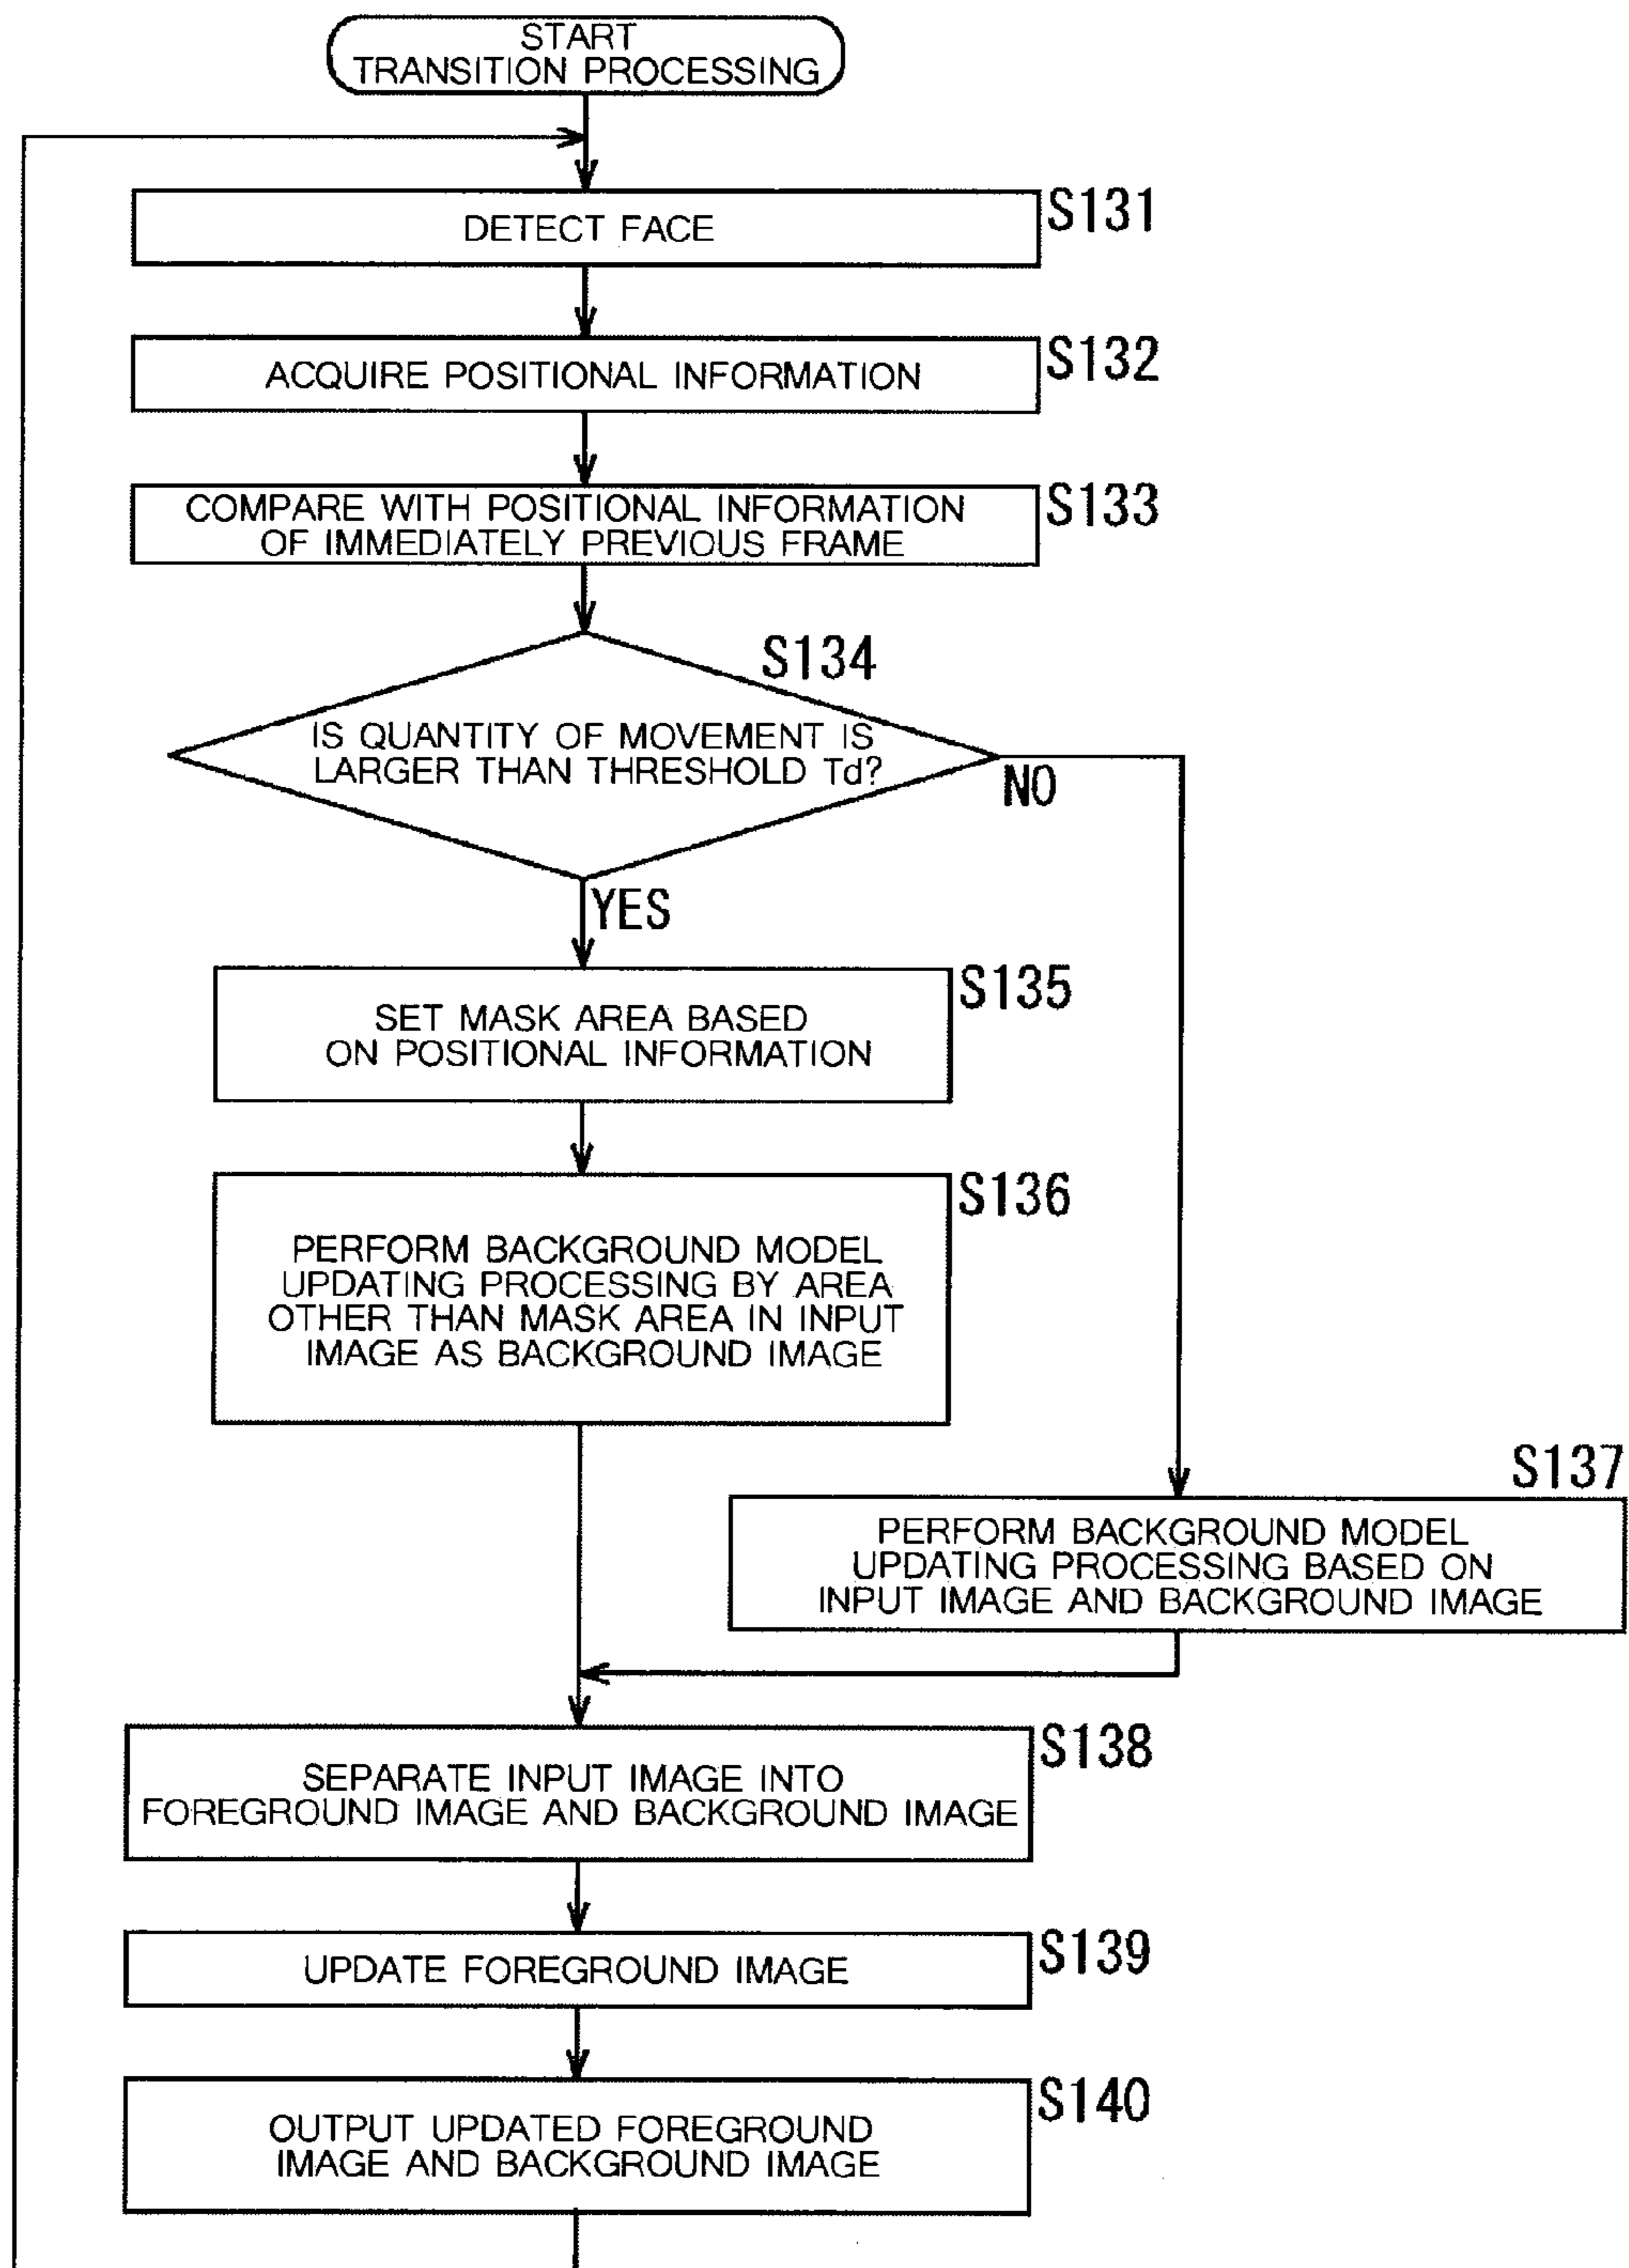 START
TRANSITION PROCESSING
DETECT FACE
S131
ACQUIRE POSITIONAL INFORMATION
S132
COMPARE WITH POSITIONAL INFORMATION
OF IMMEDIATELY PREVIOUS FRAME
S133
S134
IS QUANTITY OF MOVEMENT IS
LARGER THAN THRESHOLD Td?
NO
YES
SET MASK AREA BASED
ON POSITIONAL INFORMATION
S135
PERFORM BACKGROUND MODEL
UPDATING PROCESSING BY AREA
OTHER THAN MASK AREA IN INPUT
IMAGE AS BACKGROUND IMAGE
S136
S137
PERFORM BACKGROUND MODEL
UPDATING PROCESSING BASED ON
INPUT IMAGE AND BACKGROUND IMAGE
SEPARATE INPUT IMAGE INTO
FOREGROUND IMAGE AND BACKGROUND IMAGE
S138
UPDATE FOREGROUND IMAGE
S139
OUTPUT UPDATED FOREGROUND
IMAGE AND BACKGROUND IMAGE
S140